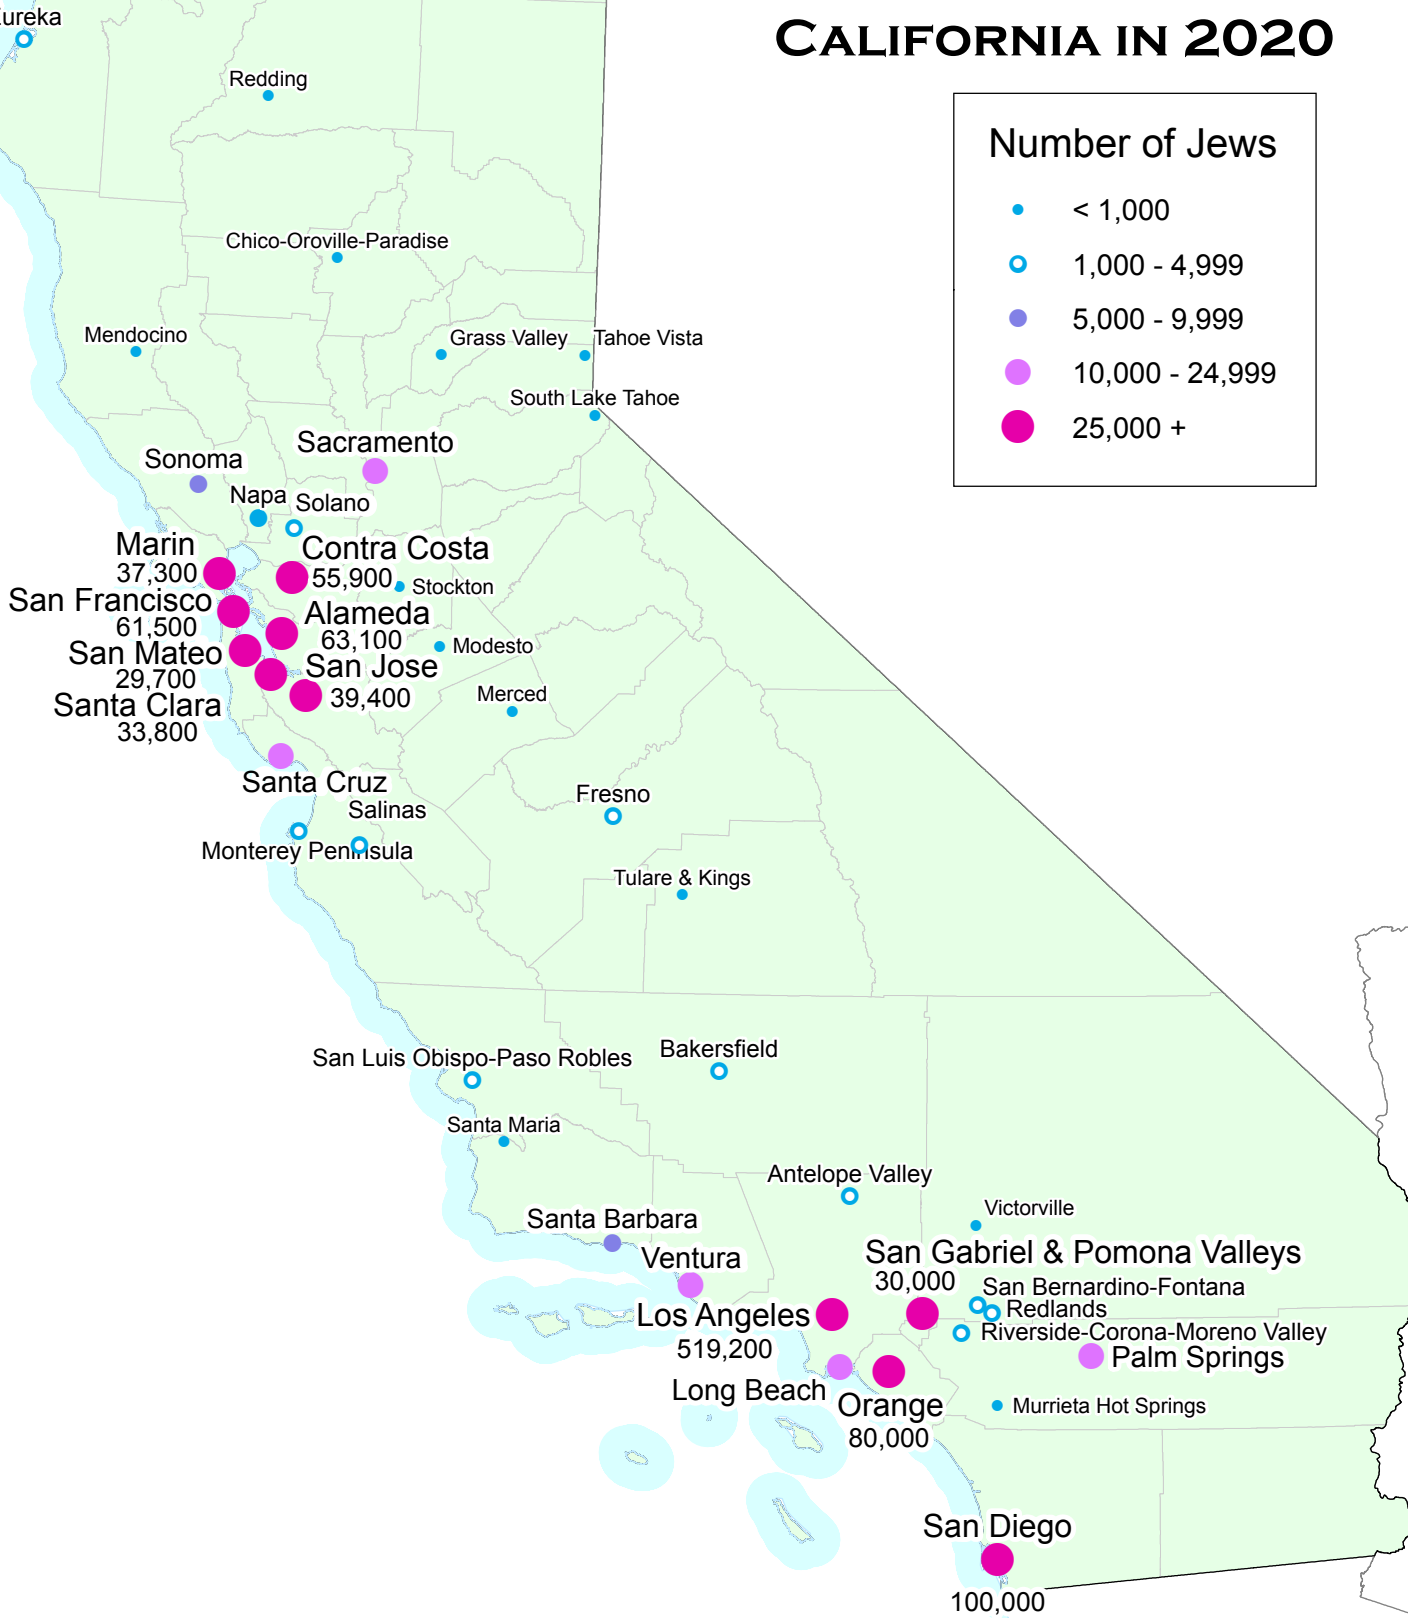 CALIFORNIA IN 2020
Number of Jews
< 1,000
1,000 - 4,999
5,000 - 9,999
10,000 - 24,999
25,000 +
ureka
Redding
Chico-Oroville-Paradise
Mendocino
Grass Valley
Tahoe Vista
South Lake Tahoe
Sacramento
Sonoma
Napa
Solano
Marin
37,300
Contra Costa
55,900
Stockton
San Francisco
61,500
Alameda
63,100
Modesto
San Mateo
29,700
San Jose
39,400
Merced
Santa Clara
33,800
Santa Cruz
Salinas
Fresno
Monterey Peninsula
Tulare & Kings
San Luis Obispo-Paso Robles
Bakersfield
Santa Maria
Antelope Valley
Victorville
Santa Barbara
Ventura
San Gabriel & Pomona Valleys
30,000
San Bernardino-Fontana
Redlands
Los Angeles
519,200
Riverside-Corona-Moreno Valley
Palm Springs
Long Beach
Orange
80,000
Murrieta Hot Springs
San Diego
100,000